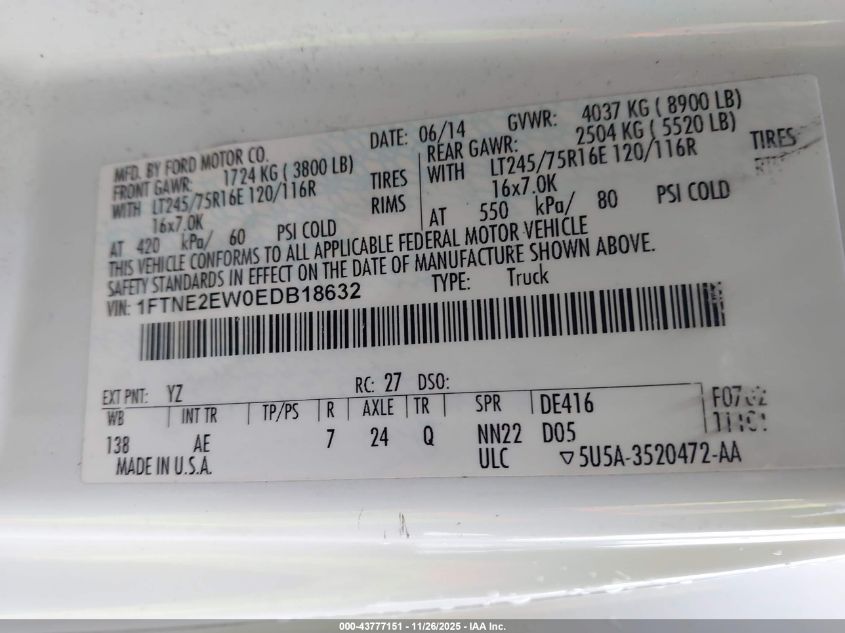 MFD. BY FORD MOTOR CO. DATE: 06/14 GVWR: 4037 KG ( 8900 LB)
FRONT GAWR: 1724 KG ( 3800 LB) REAR GAWR: 2504 KG ( 5520 LB)
WITH LT245/75R16E 120/116R TIRES WITH LT245/75R16E 120/116R TIRES
16x7.0K RIMS 16x7.0K
AT 420 kPa/ 60 PSI COLD AT 550 kPa/ 80 PSI COLD
THIS VEHICLE CONFORMS TO ALL APPLICABLE FEDERAL MOTOR VEHICLE
SAFETY STANDARDS IN EFFECT ON THE DATE OF MANUFACTURE SHOWN ABOVE.
VIN: 1FTNE2EW0EDB18632 TYPE: Truck
EXT PNT: YZ RC: 27 DSO:
WB INT TR TP/PS R AXLE TR SPR DE416
138 AE 7 24 Q NN22 D05
MADE IN U.S.A. ULC ▽5U5A-3520472-AA
000-43777151 - 11/26/2025 - IAA Inc.